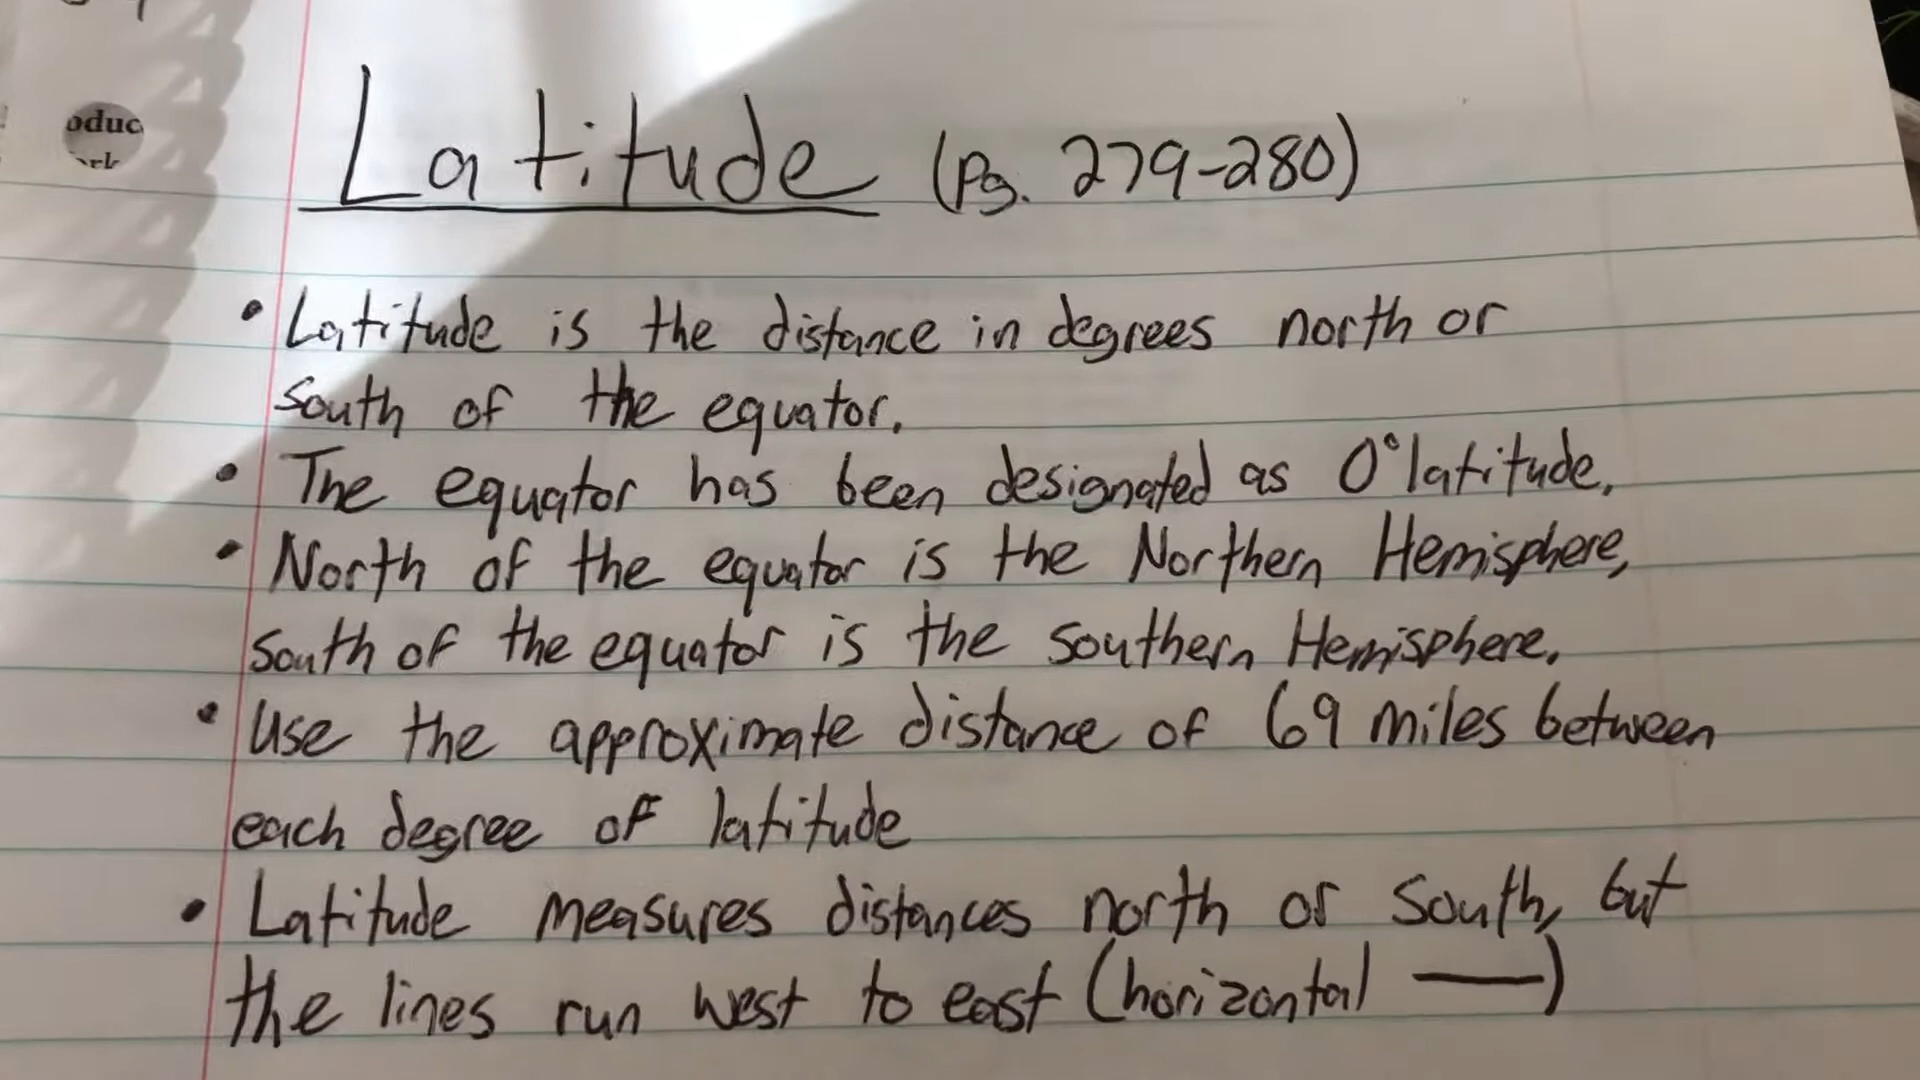 oduc
Latitude (Pg. 279-280)
• Latitude is the distance in degrees north or
south of the equator.
• The equator has been designated as 0° latitude.
• North of the equator is the Northern Hemisphere,
south of the equator is the southern Hemisphere.
• Use the approximate distance of 69 miles between
each degree of latitude
• Latitude measures distances north or south, but
the lines run west to east (horizontal —)